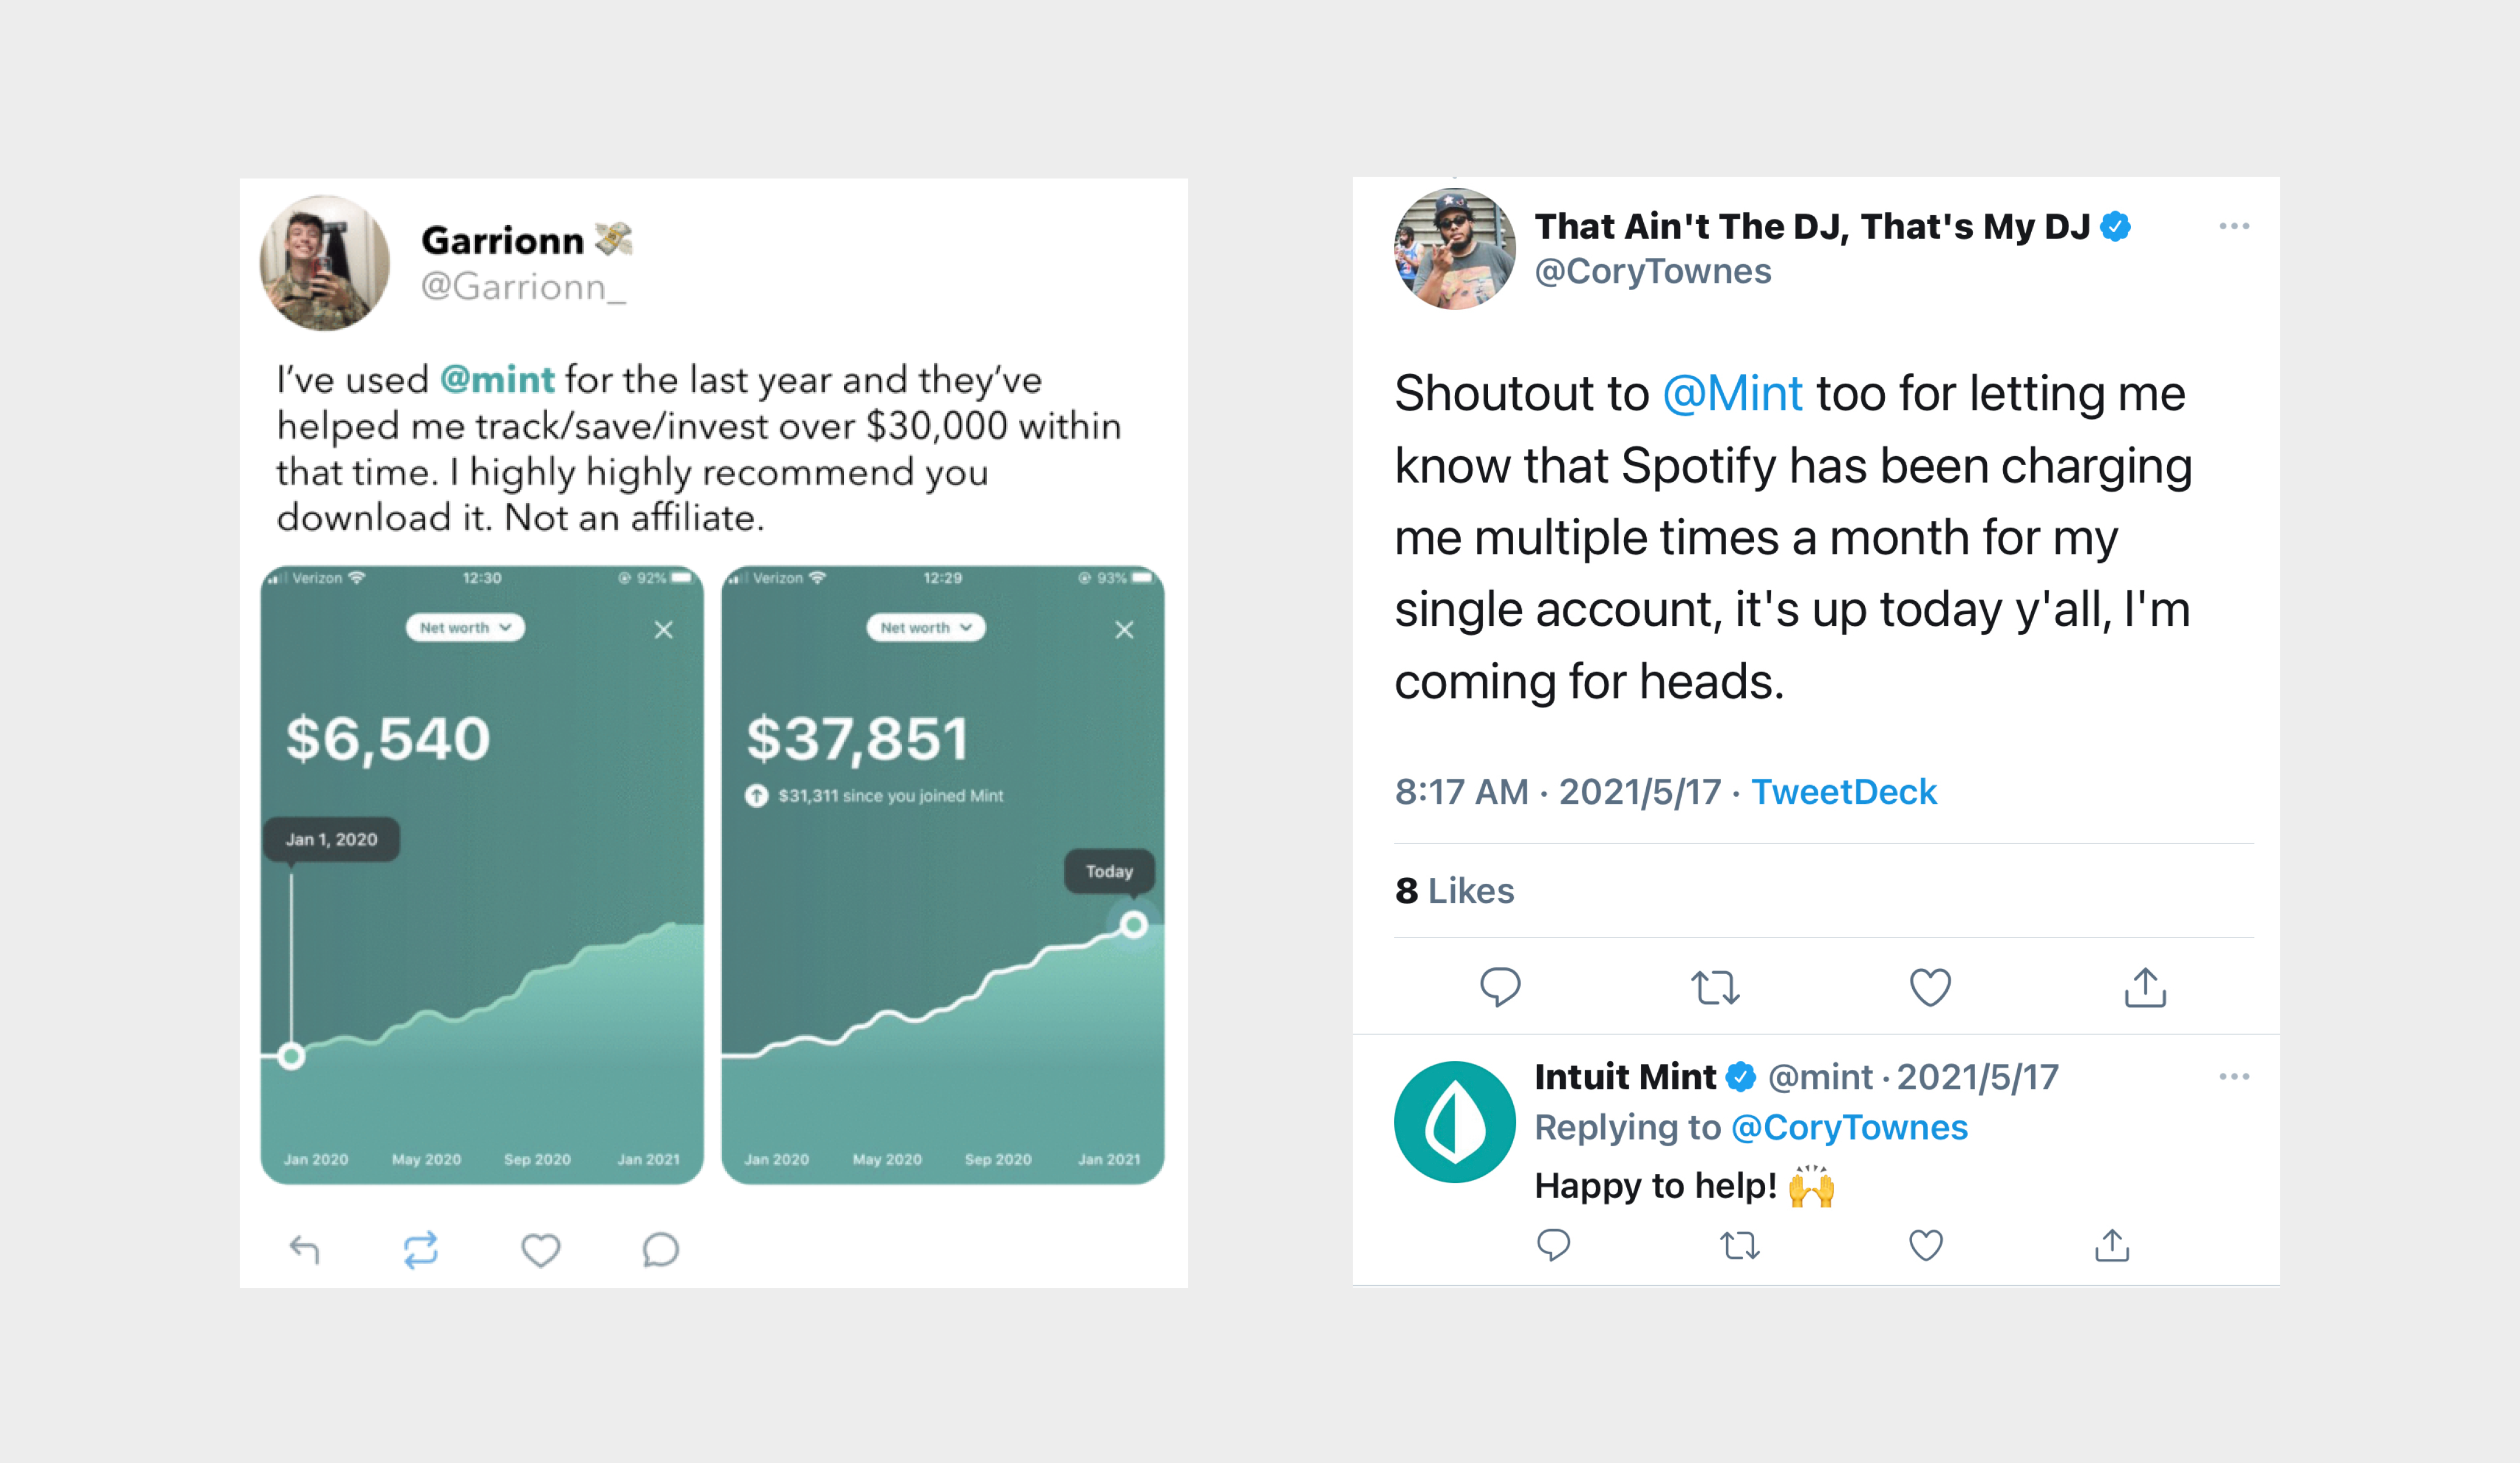 Garrionn 💸
@Garrionn_
I've used @mint for the last year and they've
helped me track/save/invest over $30,000 within
that time. I highly highly recommend you
download it. Not an affiliate.
Verizon 12:30 92%
Net worth
$6,540
Jan 1, 2020
Jan 2020 May 2020 Sep 2020 Jan 2021
Verizon 12:29 93%
Net worth
$37,851
$31,311 since you joined Mint
Today
Jan 2020 May 2020 Sep 2020 Jan 2021
That Ain't The DJ, That's My DJ
@CoryTownes
Shoutout to @Mint too for letting me
know that Spotify has been charging
me multiple times a month for my
single account, it's up today y'all, I'm
coming for heads.
8:17 AM · 2021/5/17 · TweetDeck
8 Likes
Intuit Mint @mint · 2021/5/17
Replying to @CoryTownes
Happy to help! 🙌